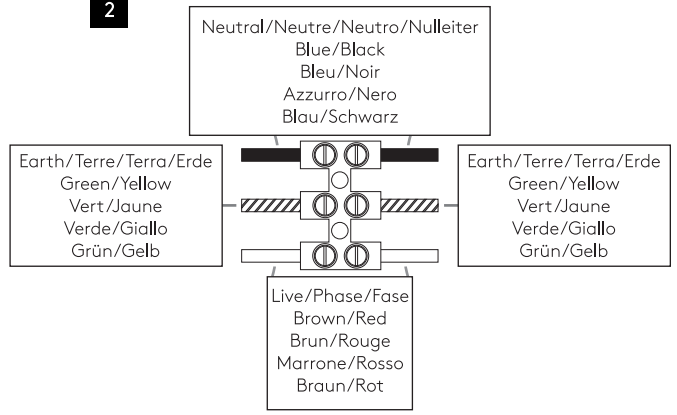 2
Neutral/Neutre/Neutro/Nulleiter
Blue/Black
Bleu/Noir
Azzurro/Nero
Blau/Schwarz
Earth/Terre/Terra/Erde
Green/Yellow
Vert/Jaune
Verde/Giallo
Grün/Gelb
Earth/Terre/Terra/Erde
Green/Yellow
Vert/Jaune
Verde/Giallo
Grün/Gelb
Live/Phase/Fase
Brown/Red
Brun/Rouge
Marrone/Rosso
Braun/Rot